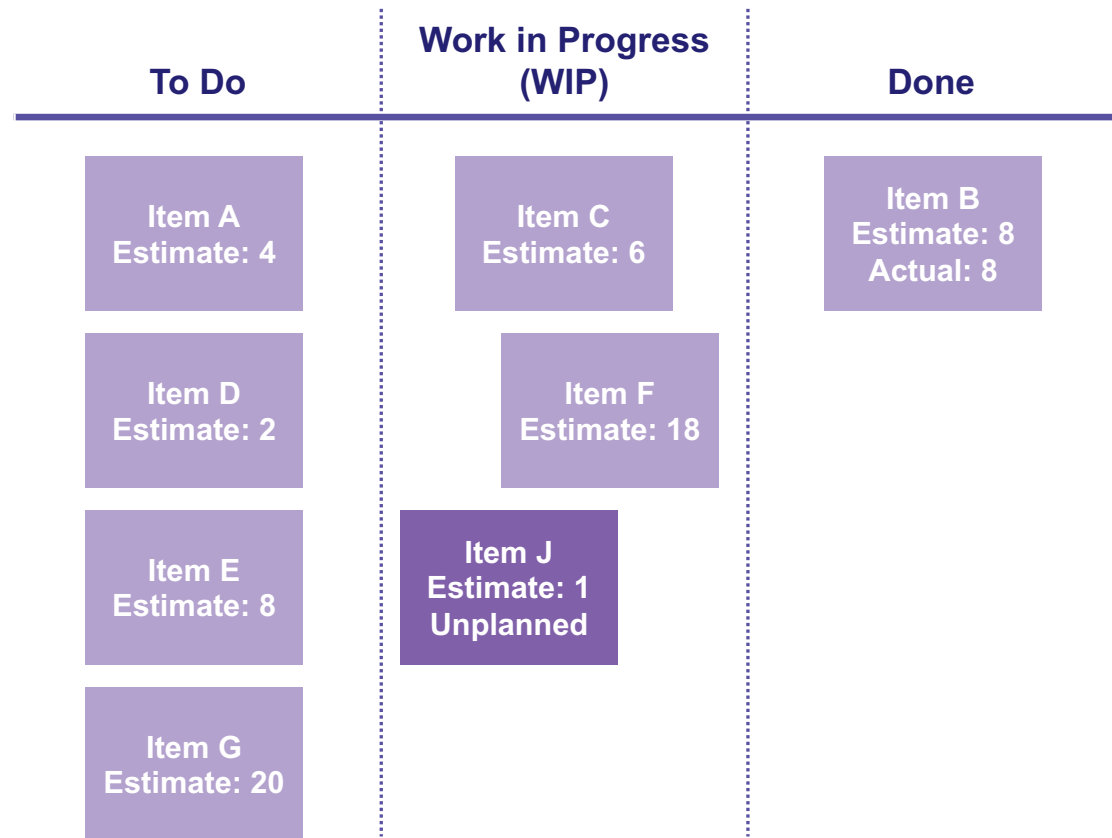 To Do
Work in Progress
(WIP)
Done
Item A
Estimate: 4
Item D
Estimate: 2
Item E
Estimate: 8
Item G
Estimate: 20
Item C
Estimate: 6
Item F
Estimate: 18
Item J
Estimate: 1
Unplanned
Item B
Estimate: 8
Actual: 8